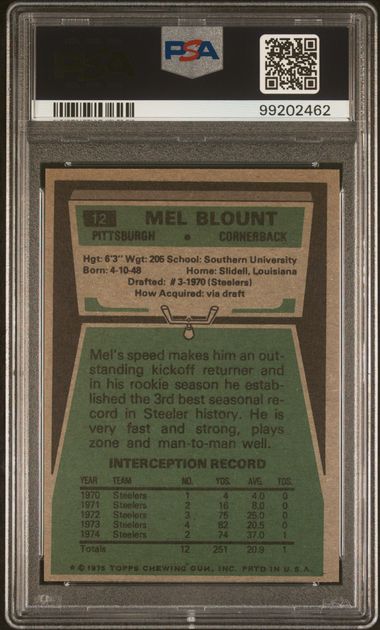 PSA
99202462
12 MEL BLOUNT
PITTSBURGH • CORNERBACK
Hgt: 6'3" Wgt: 205 School: Southern University
Born: 4-10-48 Home: Slidell, Louisiana
Drafted: #3-1970 (Steelers)
How Acquired: via draft
Mel's speed makes him an out-
standing kickoff returner and
in his rookie season he estab-
lished the 3rd best seasonal re-
cord in Steeler history. He is
very fast and strong, plays
zone and man-to-man well.
INTERCEPTION RECORD
YEAR TEAM NO. YDS. AVG. TDS.
1970 Steelers 1 4 4.0 0
1971 Steelers 2 16 8.0 0
1972 Steelers 3 75 25.0 0
1973 Steelers 4 82 20.5 0
1974 Steelers 2 74 37.0 1
Totals 12 251 20.9 1
© 1975 TOPPS CHEWING GUM, INC. PRTD IN U.S.A.